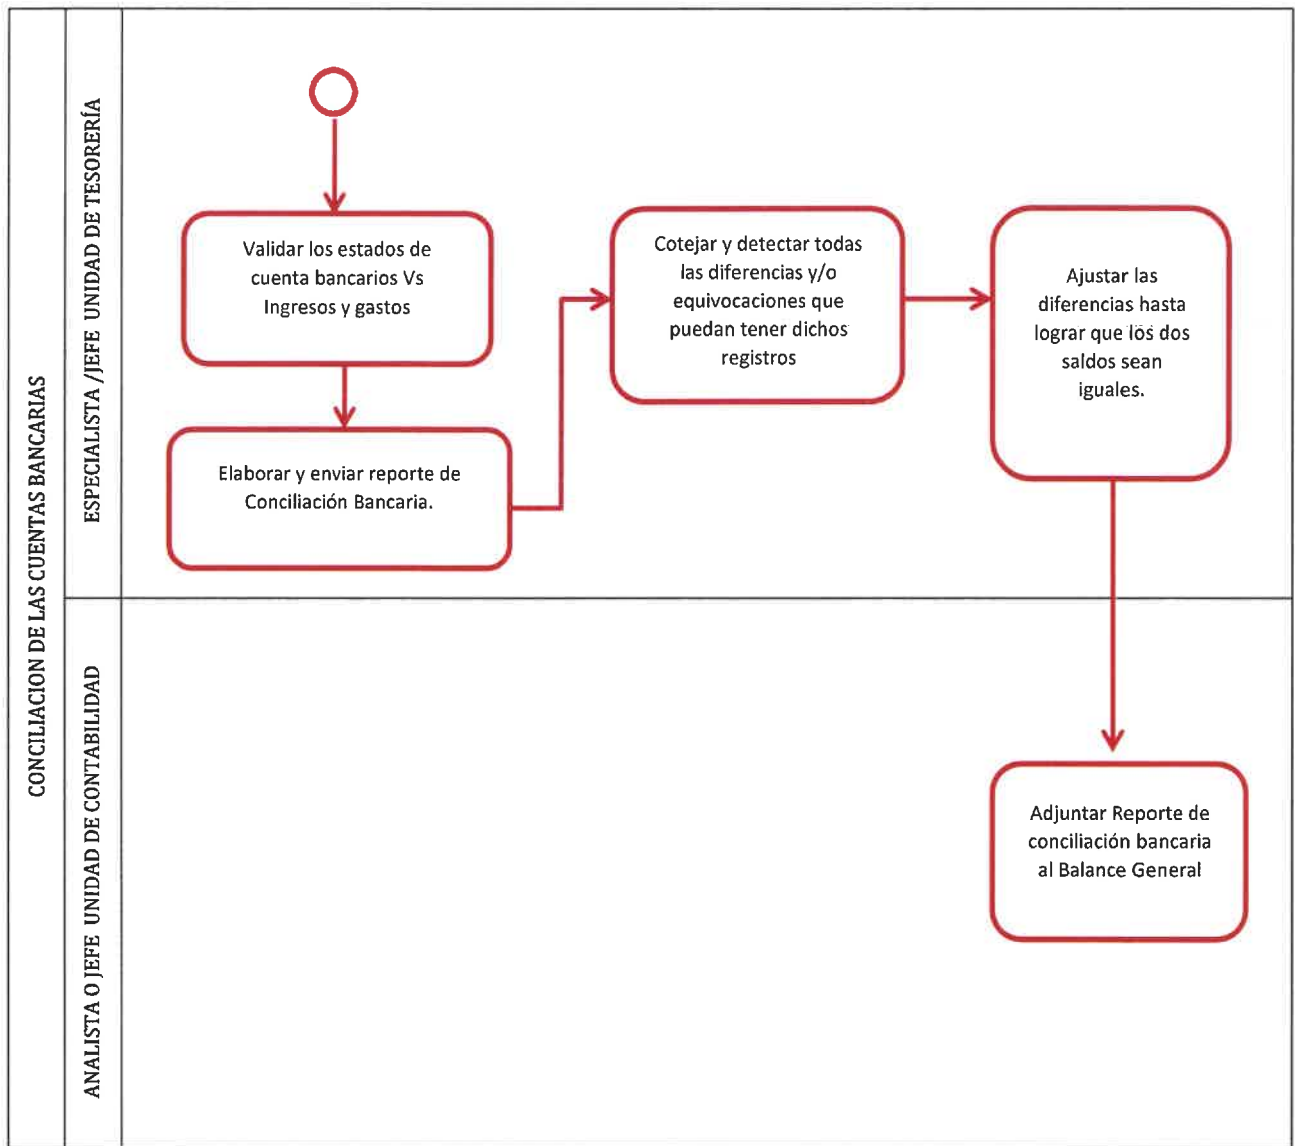 CONCILIACION DE LAS CUENTAS BANCARIAS
ESPECIALISTA /JEFE UNIDAD DE TESORERÍA
Validar los estados de
cuenta bancarios Vs
Ingresos y gastos
Elaborar y enviar reporte de
Conciliación Bancaria.
Cotejar y detectar todas
las diferencias y/o
equivocaciones que
puedan tener dichos
registros
Ajustar las
diferencias hasta
lograr que los dos
saldos sean
iguales.
ANALISTA O JEFE UNIDAD DE CONTABILIDAD
Adjuntar Reporte de
conciliación bancaria
al Balance General